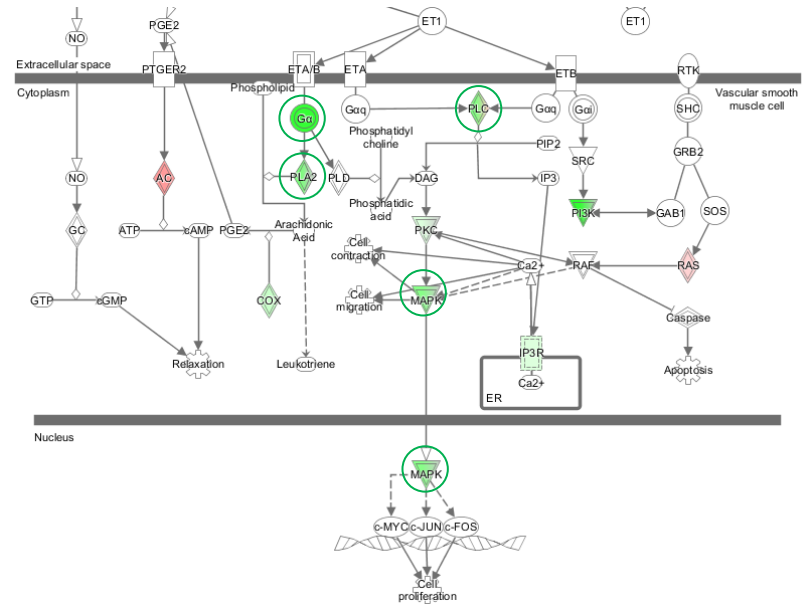 PGE2
ET1
ET1
NO
Extracellular space
PTGER2
ETA/B
ETA
ETB
RTK
Cytoplasm
Vascular smooth
muscle cell
Phospholipid
Gα
Gαq
PLC
Gαq
Gαi
SHC
Phosphatidyl
choline
PIP2
SRC
GRB2
NO
AC
PLA2
PLD
DAG
IP3
Phosphatidic
acid
PI3K
GAB1
SOS
GC
ATP
cAMP
PGE2
Arachidonic
Acid
PKC
Cell
contraction
Ca2+
RAF
RAS
GTP
cGMP
COX
Cell
migration
MAPK
Caspase
IP3R
Relaxation
Leukotriene
Apoptosis
Ca2+
ER
Nucleus
MAPK
c-MYC
c-JUN
c-FOS
Cell
proliferation